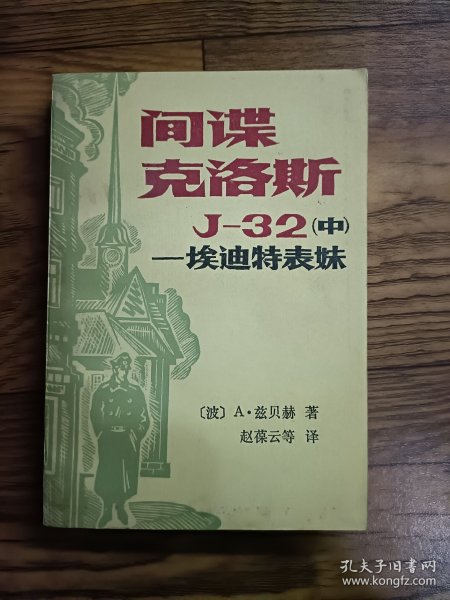 间谍
克洛斯
J-32(中)
—埃迪特表妹
〔波〕 A·兹贝赫 著
赵葆云等 译
孔夫子旧书网
www.kongfz.com